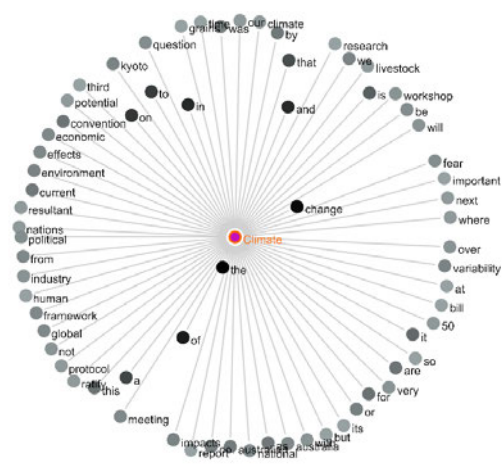 our
climate
time
grains
was
by
question
research
that
we
kyoto
livestock
third
to
is
workshop
potential
in
and
be
convention
on
will
economic
effects
fear
environment
important
current
next
resultant
change
where
nations
Climate
political
over
from
the
variability
industry
at
human
bill
framework
50
global
of
it
not
so
protocol
are
ratify
a
this
for
very
or
meeting
its
but
impacts
australia
with
report
national